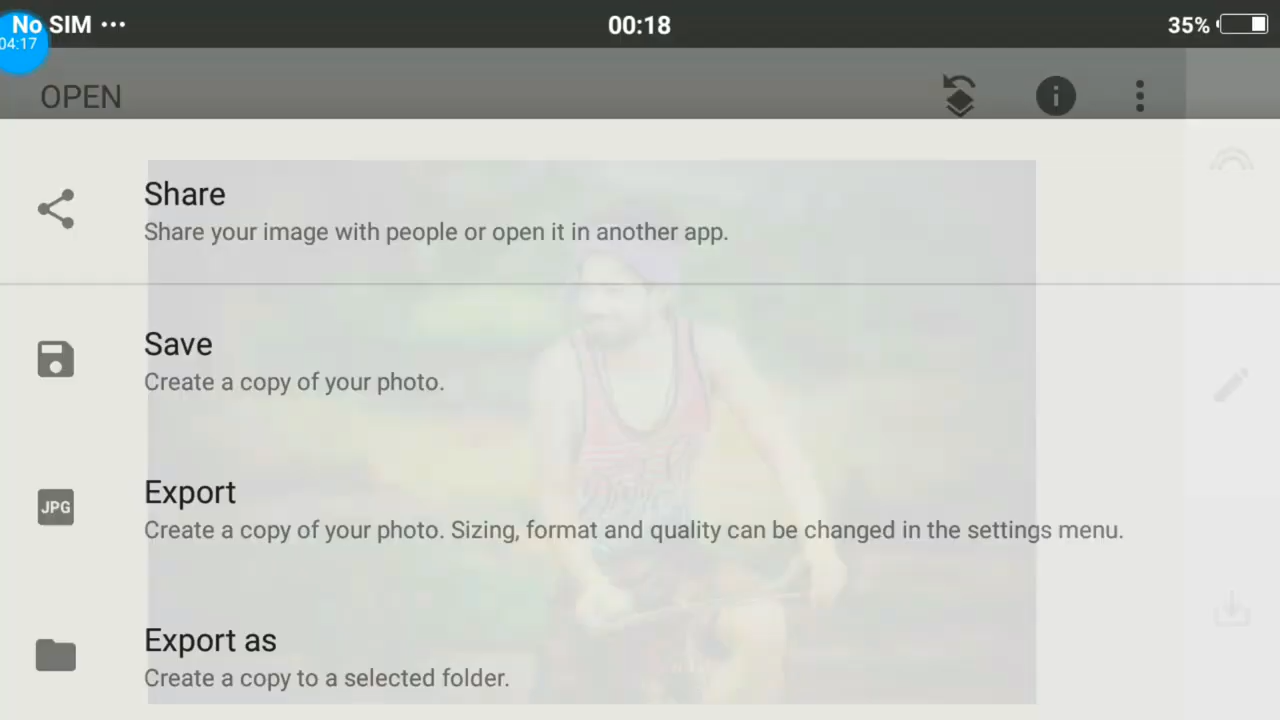 No SIM ...
00:18
35%
04:17
OPEN
Share
Share your image with people or open it in another app.
Save
Create a copy of your photo.
JPG
Export
Create a copy of your photo. Sizing, format and quality can be changed in the settings menu.
Export as
Create a copy to a selected folder.